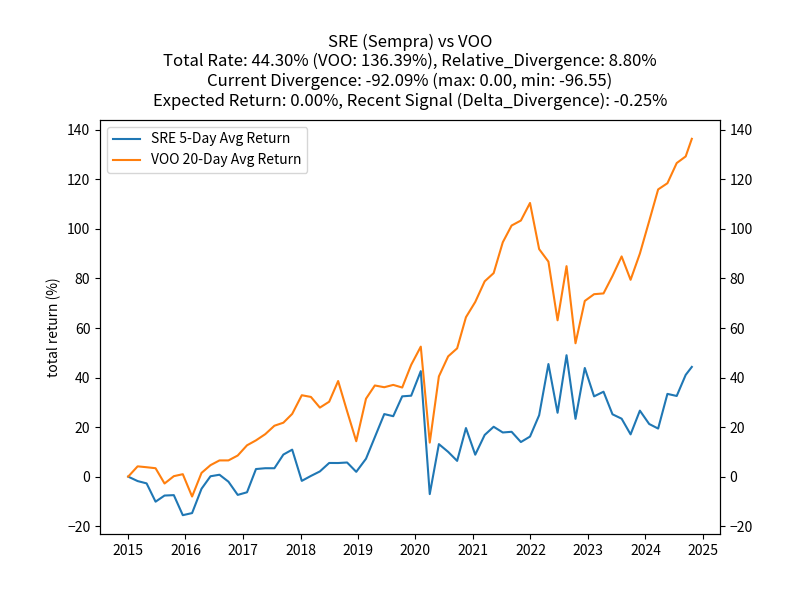 SRE (Sempra) vs VOO
Total Rate: 44.30% (VOO: 136.39%), Relative_Divergence: 8.80%
Current Divergence: -92.09% (max: 0.00, min: -96.55)
Expected Return: 0.00%, Recent Signal (Delta_Divergence): -0.25%
SRE 5-Day Avg Return
VOO 20-Day Avg Return
total return (%)
140 140
120 120
100 100
80 80
60 60
40 40
20 20
0 0
−20 −20
2015 2016 2017 2018 2019 2020 2021 2022 2023 2024 2025